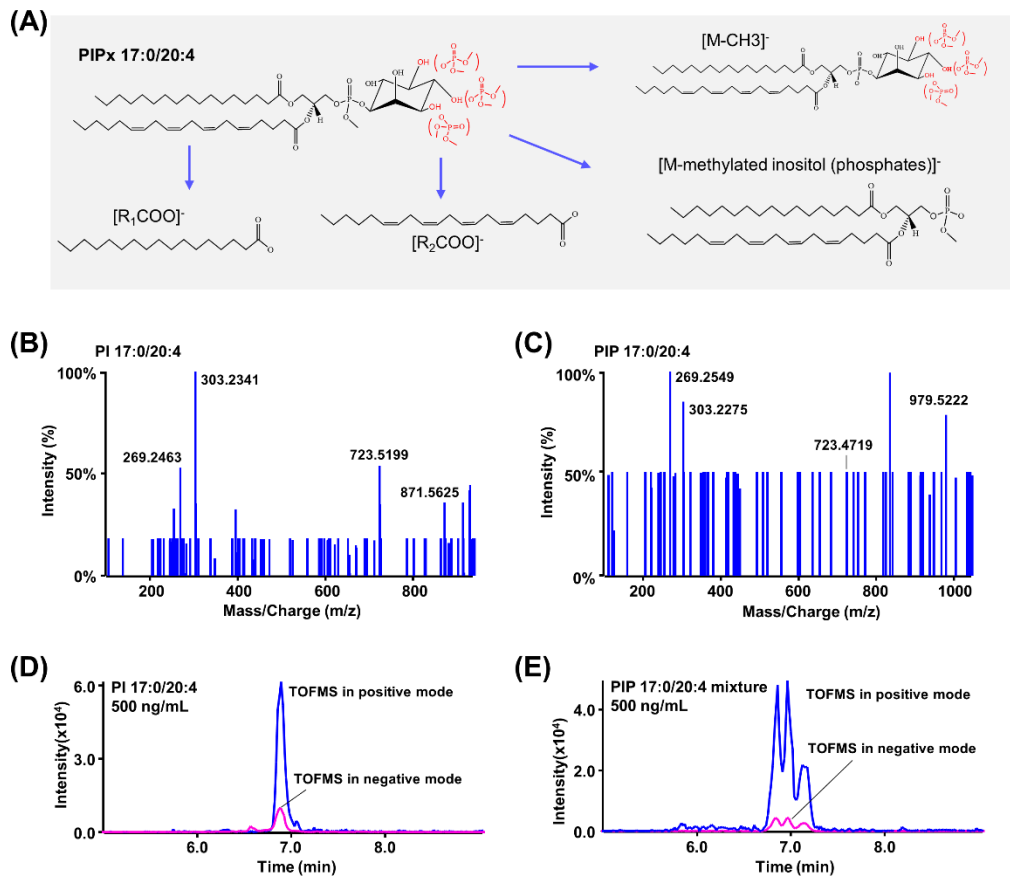 (A)
PIPx 17:0/20:4
[M-CH3]-
[M-methylated inositol (phosphates)]-
[R1COO]-
[R2COO]-
(B)
PI 17:0/20:4
100%
50%
0%
Intensity (%)
303.2341
269.2463
723.5199
871.5625
200
400
600
800
Mass/Charge (m/z)
(C)
PIP 17:0/20:4
100%
50%
0%
Intensity (%)
269.2549
303.2275
723.4719
979.5222
200
400
600
800
1000
Mass/Charge (m/z)
(D)
PI 17:0/20:4
500 ng/mL
TOFMS in positive mode
TOFMS in negative mode
6.0
3.0
0.0
Intensity(x10⁴)
6.0
7.0
8.0
Time (min)
(E)
PIP 17:0/20:4 mixture
500 ng/mL
TOFMS in positive mode
TOFMS in negative mode
4.0
2.0
0.0
Intensity(x10⁴)
6.0
7.0
8.0
Time (min)